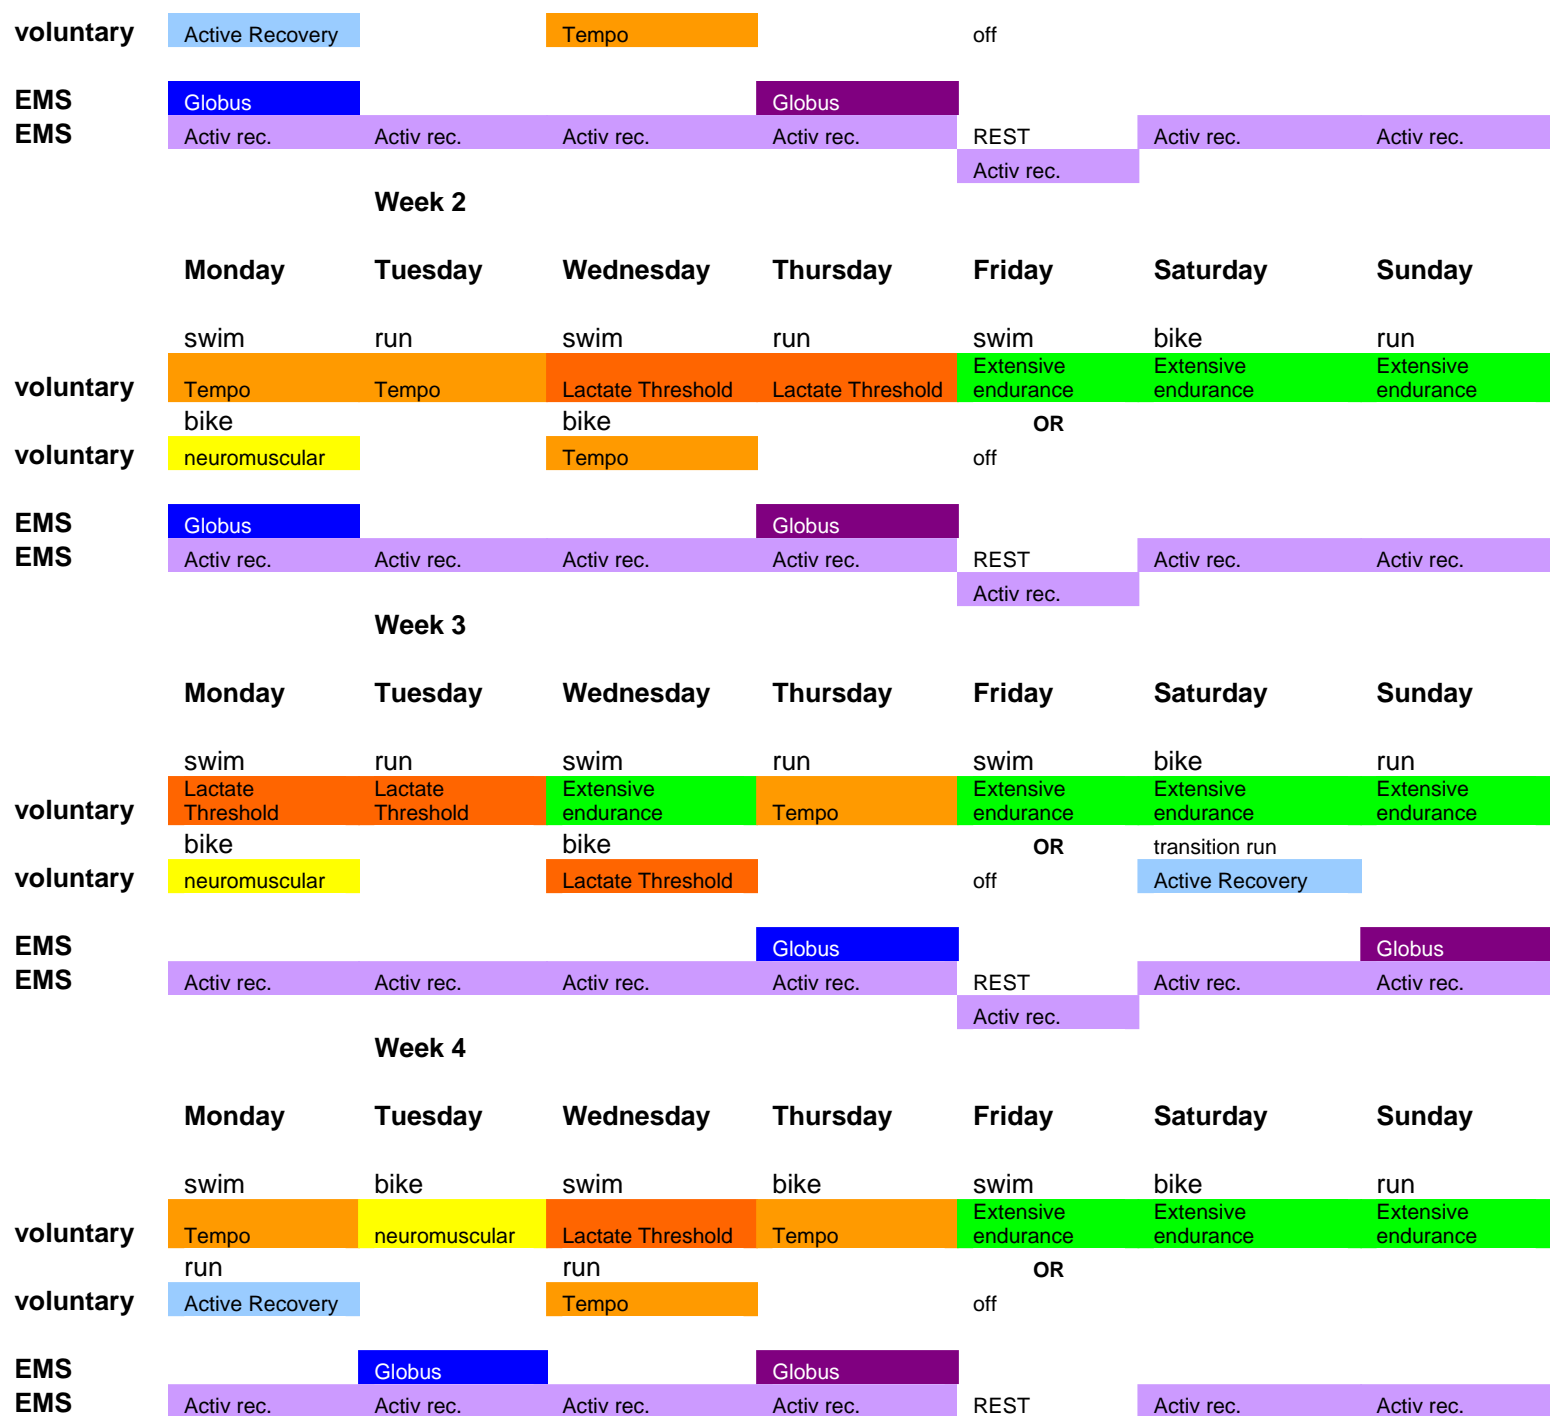 voluntary Active Recovery Tempo off
EMS Globus Globus
EMS Activ rec. Activ rec. Activ rec. Activ rec. REST Activ rec. Activ rec.
Activ rec.
Week 2
Monday Tuesday Wednesday Thursday Friday Saturday Sunday
swim run swim run swim bike run
Extensive Extensive Extensive
voluntary Tempo Tempo Lactate Threshold Lactate Threshold endurance endurance endurance
bike bike OR
voluntary neuromuscular Tempo off
EMS Globus Globus
EMS Activ rec. Activ rec. Activ rec. Activ rec. REST Activ rec. Activ rec.
Activ rec.
Week 3
Monday Tuesday Wednesday Thursday Friday Saturday Sunday
swim run swim run swim bike run
Lactate Lactate Extensive Extensive Extensive Extensive
voluntary Threshold Threshold endurance Tempo endurance endurance endurance
bike bike OR transition run
voluntary neuromuscular Lactate Threshold off Active Recovery
EMS Globus Globus
EMS Activ rec. Activ rec. Activ rec. Activ rec. REST Activ rec. Activ rec.
Activ rec.
Week 4
Monday Tuesday Wednesday Thursday Friday Saturday Sunday
swim bike swim bike swim bike run
Extensive Extensive Extensive
voluntary Tempo neuromuscular Lactate Threshold Tempo endurance endurance endurance
run run OR
voluntary Active Recovery Tempo off
EMS Globus Globus
EMS Activ rec. Activ rec. Activ rec. Activ rec. REST Activ rec. Activ rec.